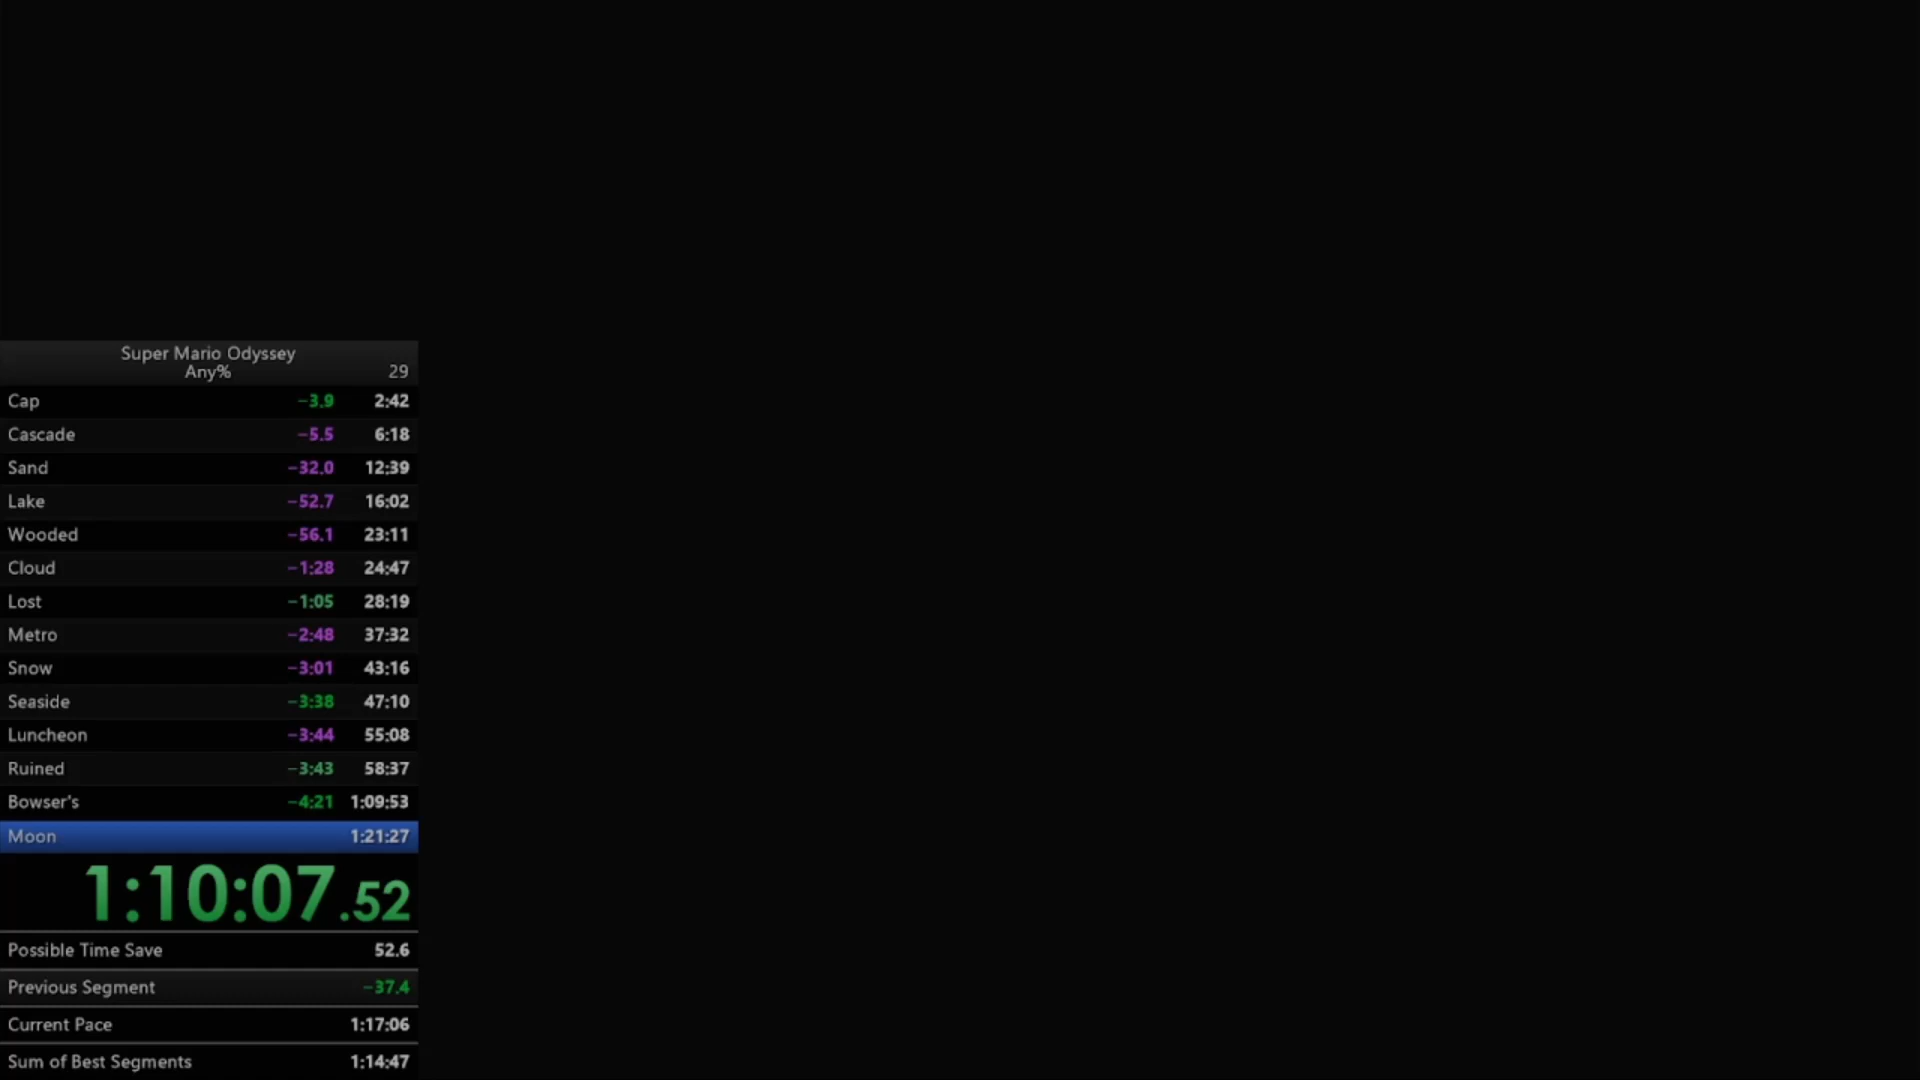 Super Mario Odyssey
Any% 29
Cap −3.9 2:42
Cascade −5.5 6:18
Sand −32.0 12:39
Lake −52.7 16:02
Wooded −56.1 23:11
Cloud −1:28 24:47
Lost −1:05 28:19
Metro −2:48 37:32
Snow −3:01 43:16
Seaside −3:38 47:10
Luncheon −3:44 55:08
Ruined −3:43 58:37
Bowser's −4:21 1:09:53
Moon 1:21:27
1:10:07.52
Possible Time Save 52.6
Previous Segment −37.4
Current Pace 1:17:06
Sum of Best Segments 1:14:47